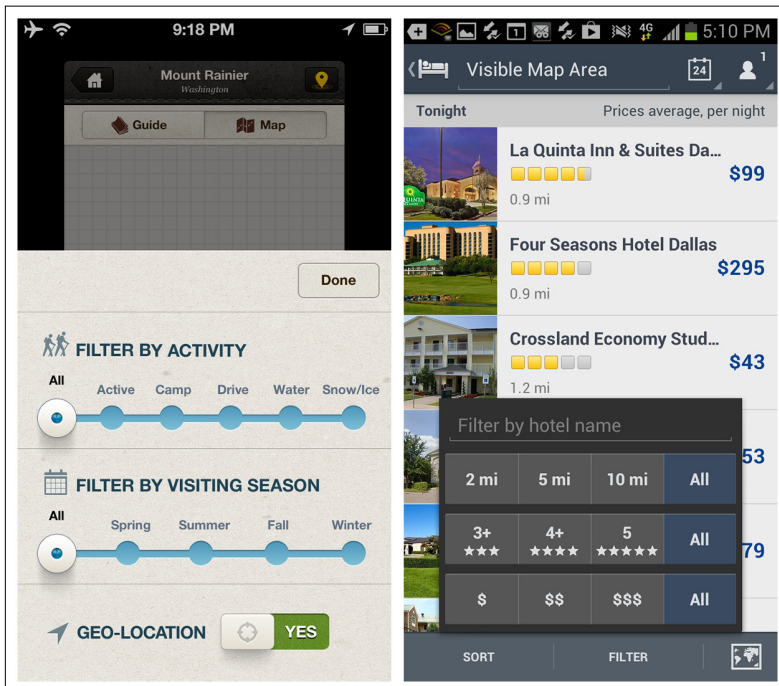 9:18 PM
Mount Rainier
Washington
Guide
Map
Done
FILTER BY ACTIVITY
All
Active Camp Drive Water Snow/Ice
FILTER BY VISITING SEASON
All
Spring Summer Fall Winter
GEO-LOCATION YES
1 4G 5:10 PM
Visible Map Area 24 1
Tonight Prices average, per night
La Quinta Inn & Suites Da...
$99
0.9 mi
QUINTA
Four Seasons Hotel Dallas
$295
0.9 mi
Crossland Economy Stud...
$43
1.2 mi
Filter by hotel name
53
2 mi 5 mi 10 mi All
3+ 4+ 5 All
79
$ $$ $$$ All
SORT FILTER